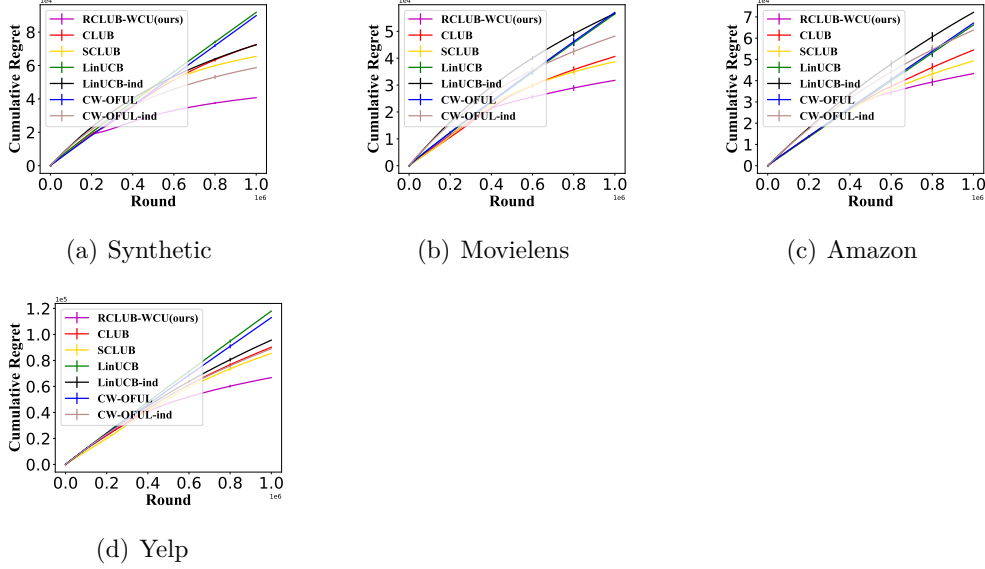 1e4
8
6
4
2
0
Cumulative Regret
RCLUB-WCU(ours)
CLUB
SCLUB
LinUCB
LinUCB-ind
CW-OFUL
CW-OFUL-ind
0.0 0.2 0.4 0.6 0.8 1.0
Round
1e6
(a) Synthetic
5
4
3
2
1
0
Cumulative Regret
RCLUB-WCU(ours)
CLUB
SCLUB
LinUCB
LinUCB-ind
CW-OFUL
CW-OFUL-ind
0.0 0.2 0.4 0.6 0.8 1.0
Round
1e6
(b) Movielens
7
6
5
4
3
2
1
0
Cumulative Regret
RCLUB-WCU(ours)
CLUB
SCLUB
LinUCB
LinUCB-ind
CW-OFUL
CW-OFUL-ind
0.0 0.2 0.4 0.6 0.8 1.0
Round
1e6
(c) Amazon
1e5
1.2
1.0
0.8
0.6
0.4
0.2
0.0
Cumulative Regret
RCLUB-WCU(ours)
CLUB
SCLUB
LinUCB
LinUCB-ind
CW-OFUL
CW-OFUL-ind
0.0 0.2 0.4 0.6 0.8 1.0
Round
1e6
(d) Yelp